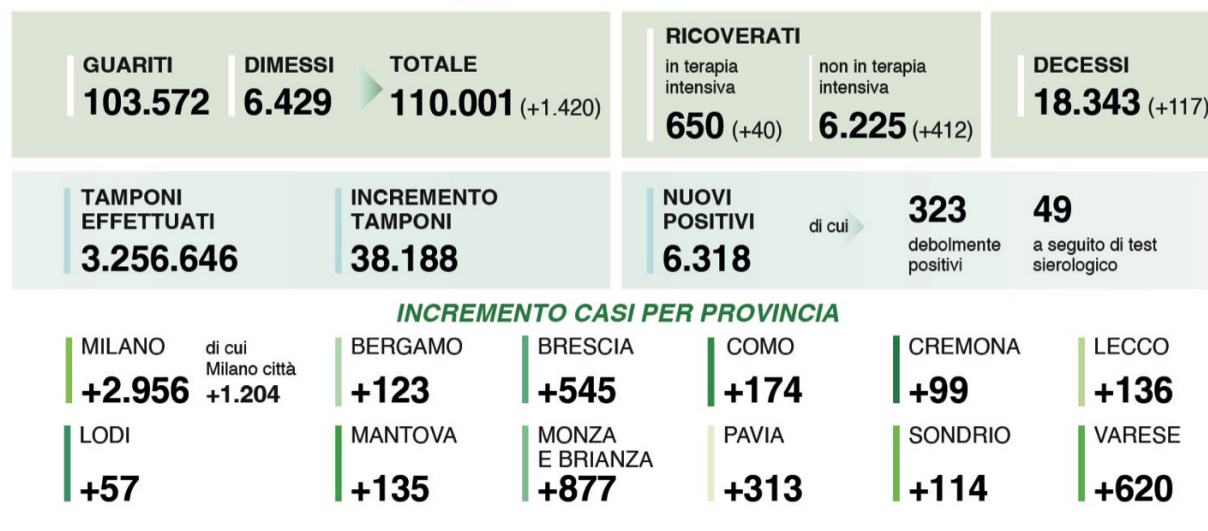 GUARITI
103.572
DIMESSI
6.429
TOTALE
110.001 (+1.420)
RICOVERATI
in terapia
intensiva
650 (+40)
non in terapia
intensiva
6.225 (+412)
DECESSI
18.343 (+117)
TAMPONI
EFFETTUATI
3.256.646
INCREMENTO
TAMPONI
38.188
NUOVI
POSITIVI
6.318
di cui
323
debolmente
positivi
49
a seguito di test
sierologico
INCREMENTO CASI PER PROVINCIA
MILANO
+2.956
di cui
Milano città
+1.204
BERGAMO
+123
BRESCIA
+545
COMO
+174
CREMONA
+99
LECCO
+136
LODI
+57
MANTOVA
+135
MONZA
E BRIANZA
+877
PAVIA
+313
SONDRIO
+114
VARESE
+620